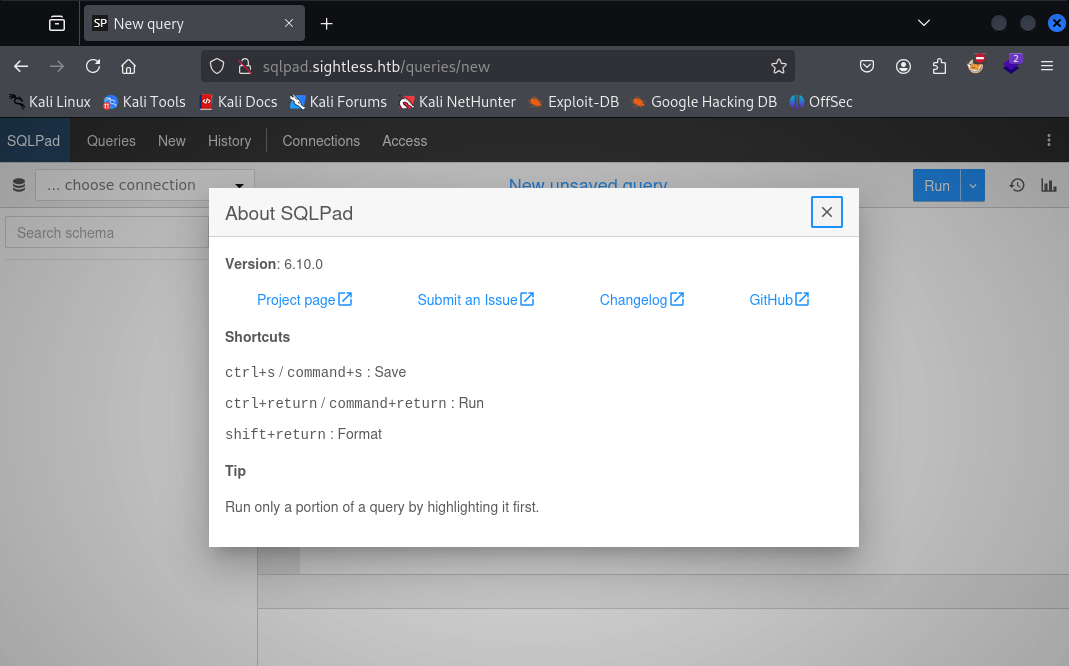 SP New query
sqlpad.sightless.htb/queries/new
2
Kali Linux Kali Tools Kali Docs Kali Forums Kali NetHunter Exploit-DB Google Hacking DB OffSec
SQLPad Queries New History Connections Access
... choose connection New unsaved query Run
Search schema
About SQLPad
Version: 6.10.0
Project page Submit an Issue Changelog GitHub
Shortcuts
ctrl+s / command+s : Save
ctrl+return / command+return : Run
shift+return : Format
Tip
Run only a portion of a query by highlighting it first.